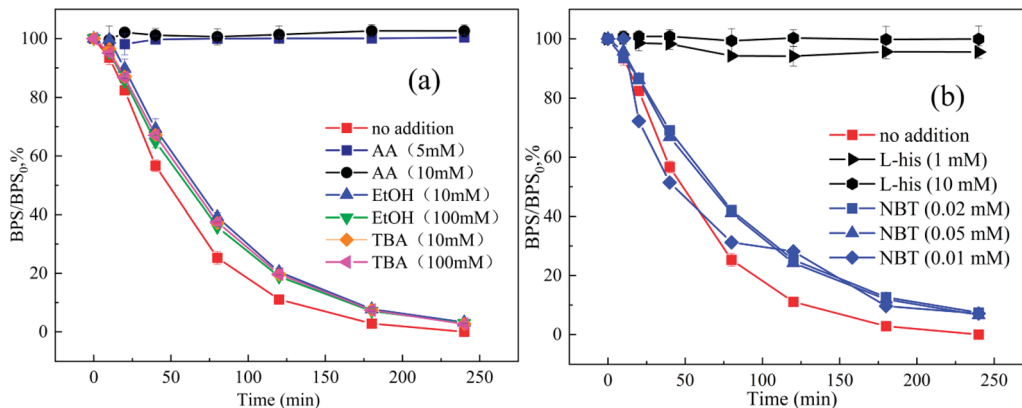 (a)
BPS/BPS0,%
100
80
60
40
20
0
no addition
AA（5mM）
AA（10mM）
EtOH（10mM）
EtOH（100mM）
TBA（10mM）
TBA（100mM）
0 50 100 150 200 250
Time (min)
(b)
BPS/BPS0,%
100
80
60
40
20
0
no addition
L-his (1 mM)
L-his (10 mM)
NBT (0.02 mM)
NBT (0.05 mM)
NBT (0.01 mM)
0 50 100 150 200 250
Time (min)